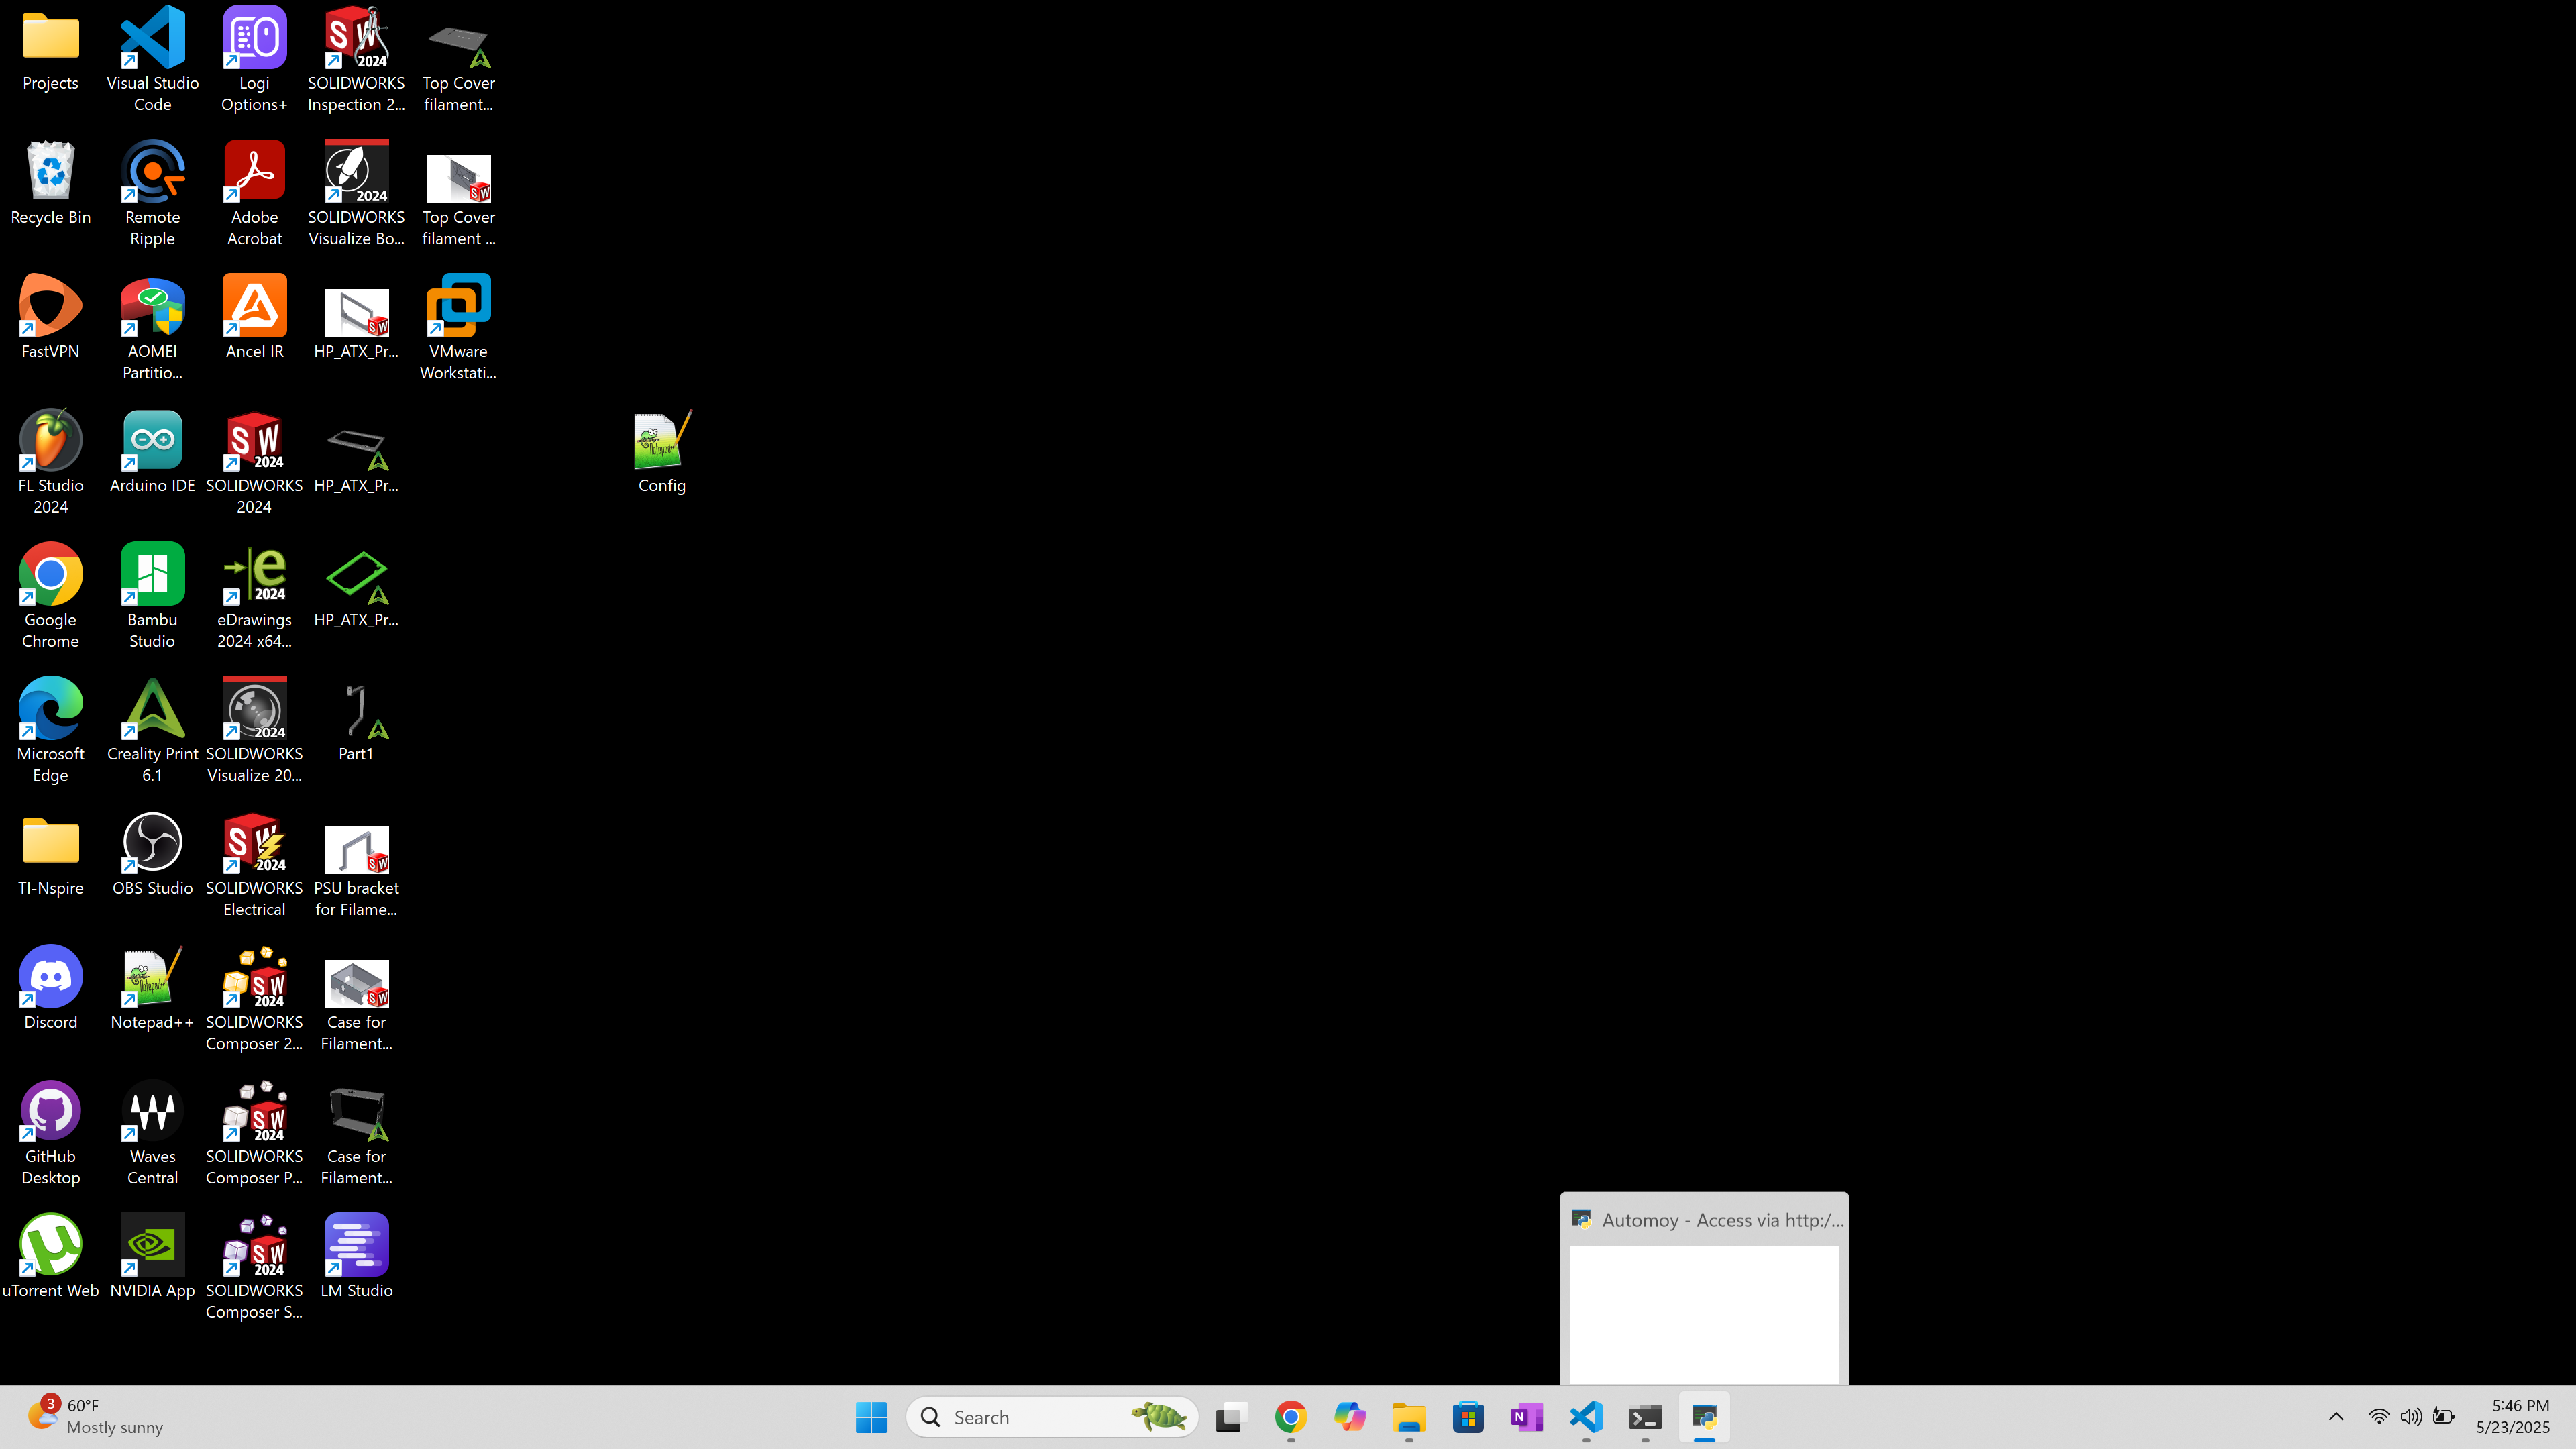 Projects
Visual Studio
Code
Logi
Options+
SOLIDWORKS
Inspection 2...
Top Cover
filament...
Recycle Bin
Remote
Ripple
Adobe
Acrobat
SOLIDWORKS
Visualize Bo...
Top Cover
filament ...
FastVPN
AOMEI
Partitio...
Ancel IR
HP_ATX_Pr...
VMware
Workstati...
FL Studio
2024
Arduino IDE
SOLIDWORKS
2024
HP_ATX_Pr...
Config
Google
Chrome
Bambu
Studio
eDrawings
2024 x64...
HP_ATX_Pr...
Microsoft
Edge
Creality Print
6.1
SOLIDWORKS
Visualize 20...
Part1
TI-Nspire
OBS Studio
SOLIDWORKS
Electrical
PSU bracket
for Filame...
Discord
Notepad++
SOLIDWORKS
Composer 2...
Case for
Filament...
GitHub
Desktop
Waves
Central
SOLIDWORKS
Composer P...
Case for
Filament...
uTorrent Web
NVIDIA App
SOLIDWORKS
Composer S...
LM Studio
Automoy - Access via http:/...
3
60°F
Mostly sunny
Search
5:46 PM
5/23/2025